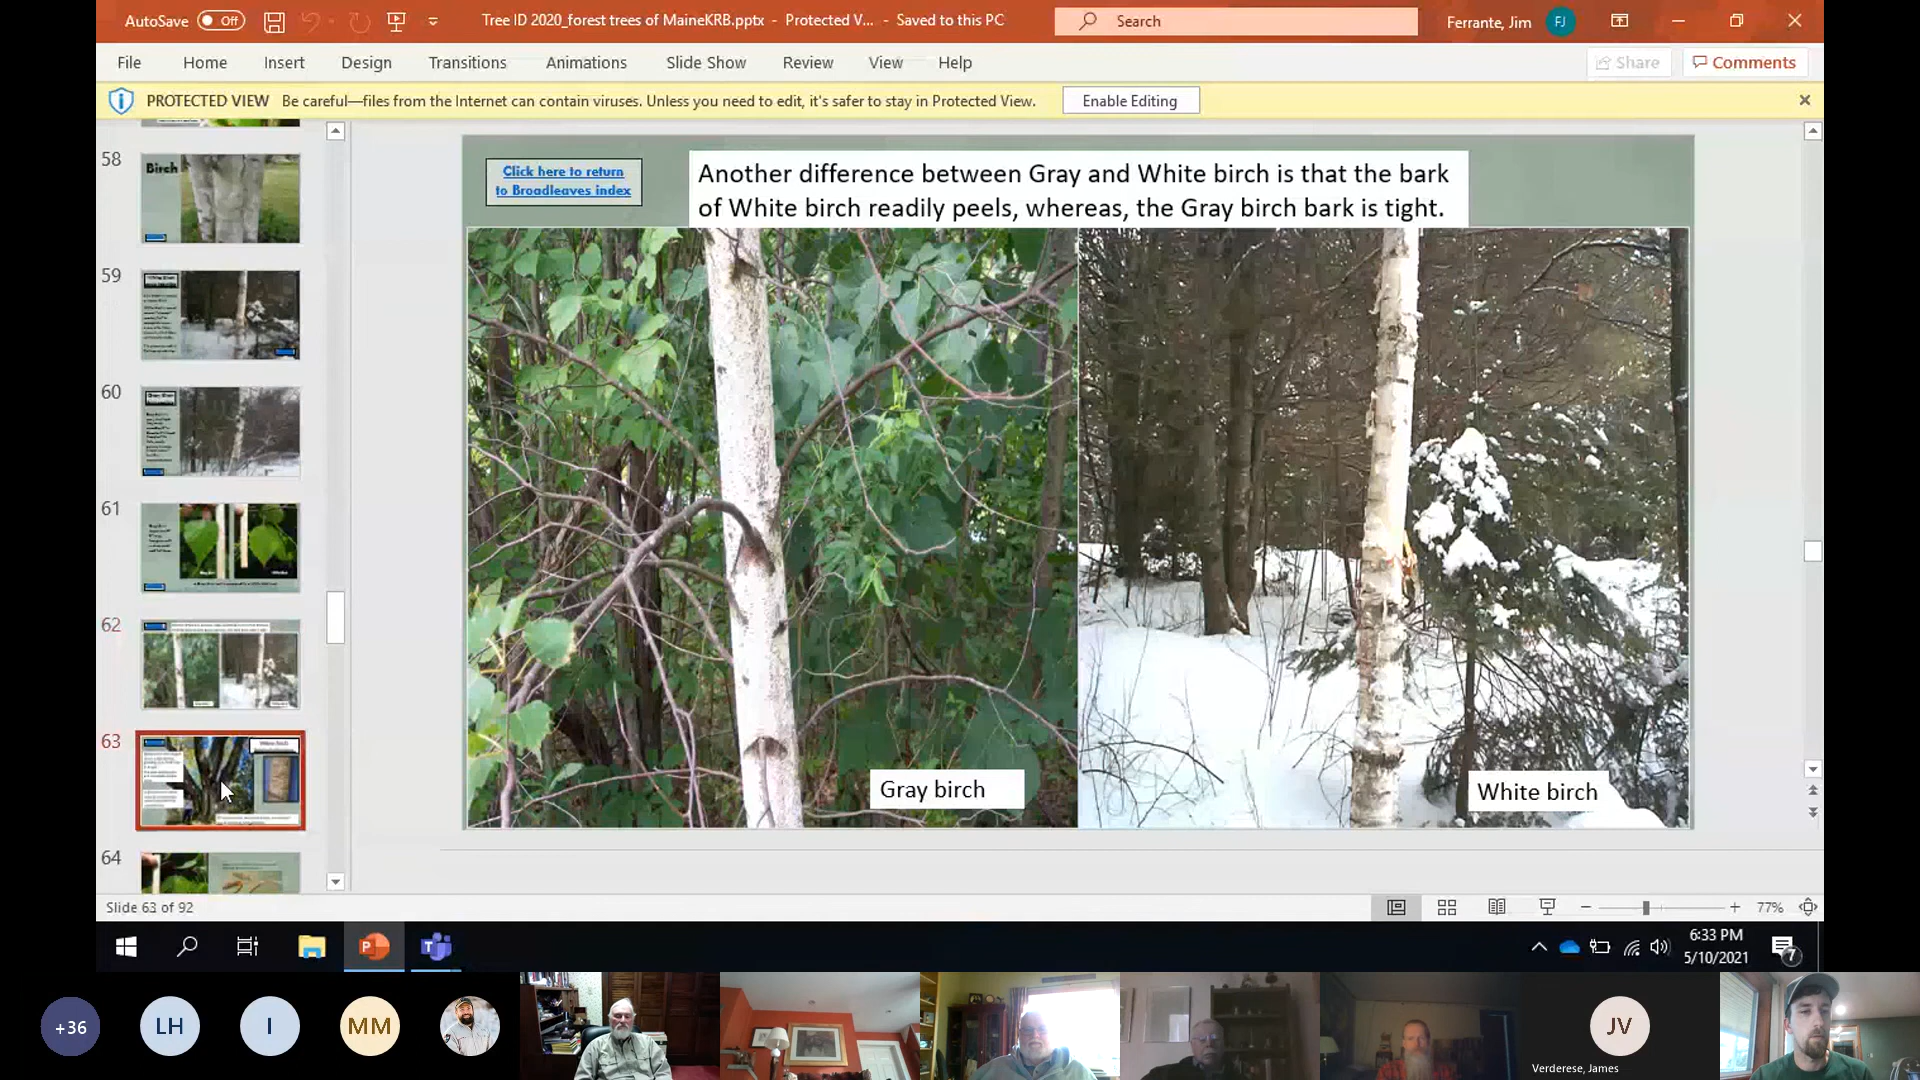 AutoSave Off
Tree ID 2020_forest trees of MaineKRB.pptx - Protected V... - Saved to this PC
Search
Ferrante, Jim
FJ
File Home Insert Design Transitions Animations Slide Show Review View Help
Share
Comments
PROTECTED VIEW Be careful—files from the Internet can contain viruses. Unless you need to edit, it's safer to stay in Protected View.
Enable Editing
58
Birch
59
60
61
62
63
64
Click here to return
to Broadleaves index
Another difference between Gray and White birch is that the bark
of White birch readily peels, whereas, the Gray birch bark is tight.
Gray birch
White birch
Slide 63 of 92
77%
6:33 PM
5/10/2021
7
+36
LH
I
MM
JV
Verderese, James